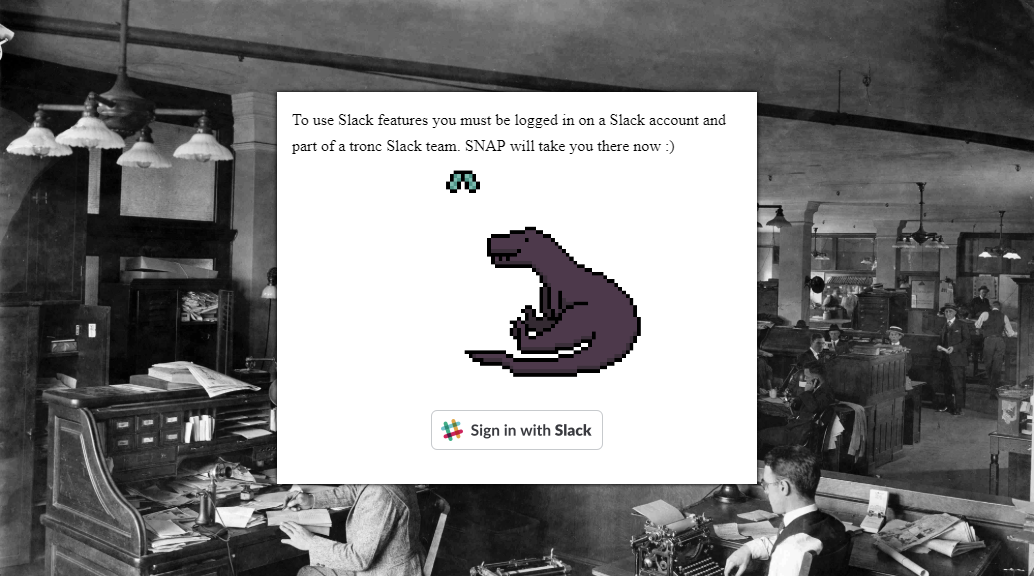 To use Slack features you must be logged in on a Slack account and
part of a tronc Slack team. SNAP will take you there now :)
Sign in with Slack